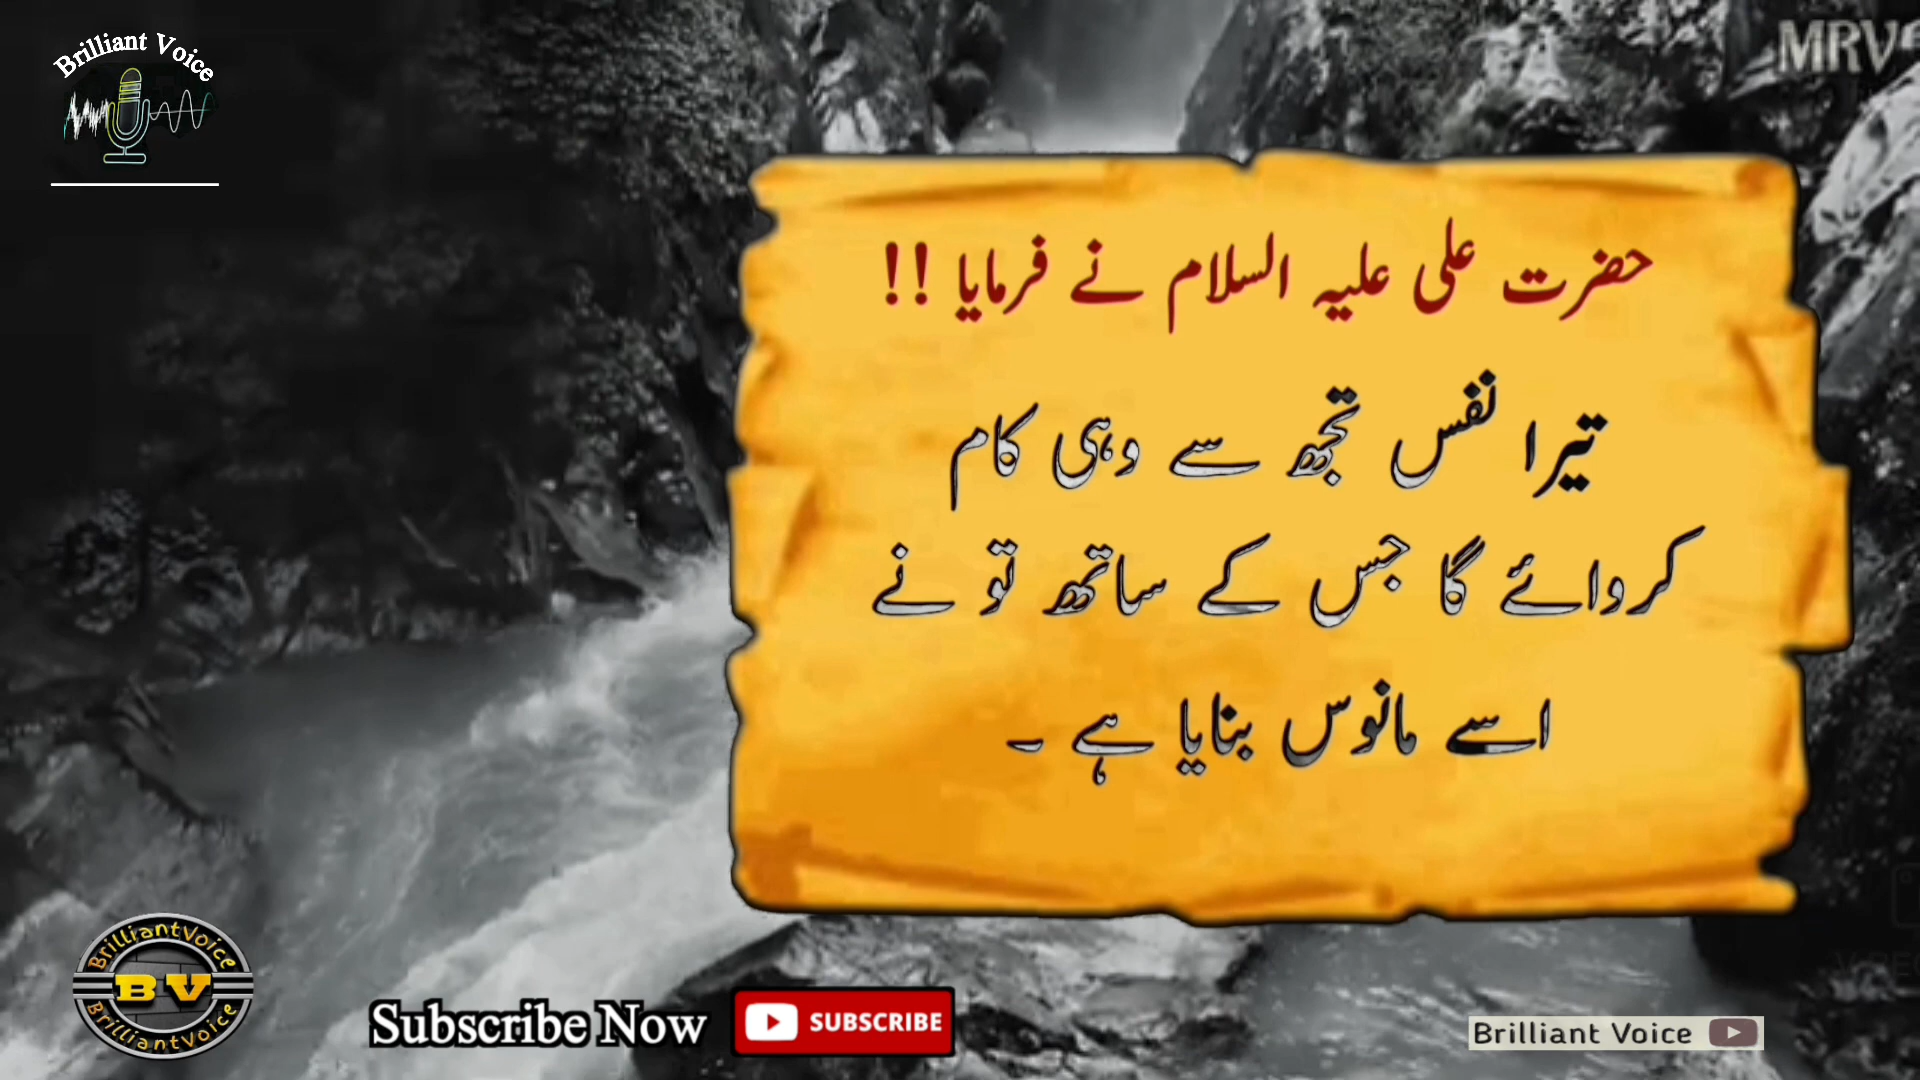 Brilliant Voice
MRV
حضرت علی علیہ السلام نے فرمایا !!
تیرا نفس تجھ سے وہی کام
کروائے گا جس کے ساتھ تو نے
اسے مانوس بنایا ہے ۔
BrilliantVoice
BV
BrilliantVoice
Subscribe Now
SUBSCRIBE
Brilliant Voice